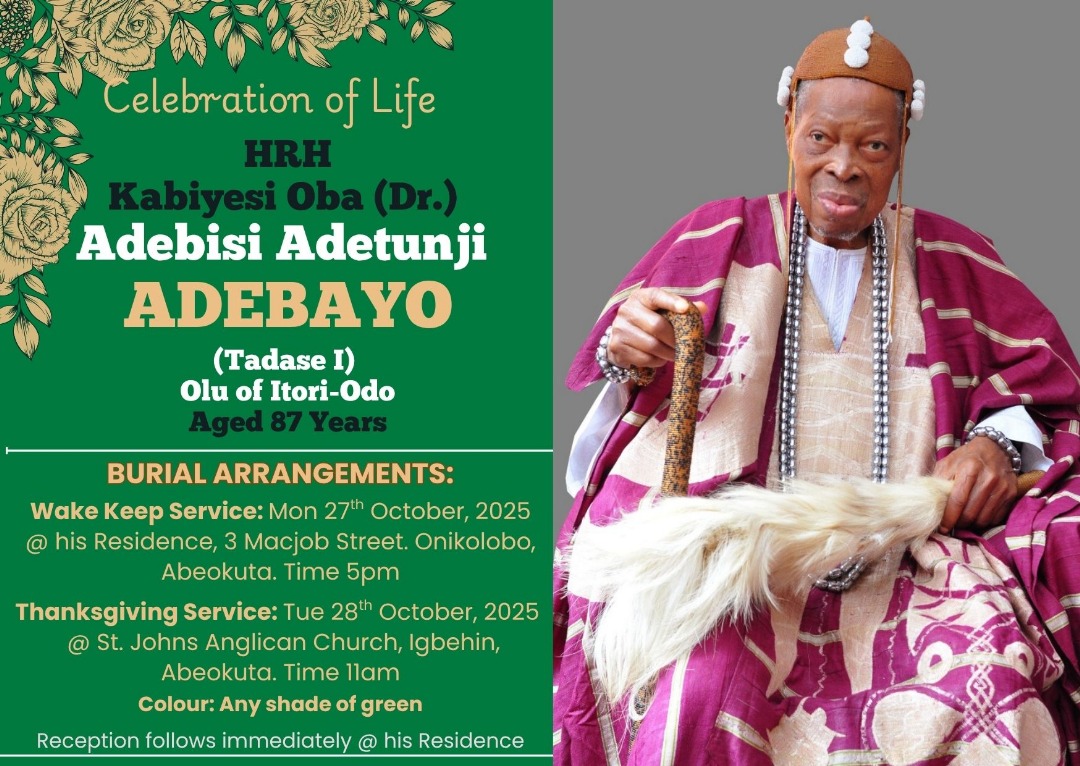 Celebration of Life
HRH
Kabiyesi Oba (Dr.)
Adebisi Adetunji
ADEBAYO
(Tadase I)
Olu of Itori-Odo
Aged 87 Years
BURIAL ARRANGEMENTS:
Wake Keep Service: Mon 27th October, 2025
@ his Residence, 3 Macjob Street. Onikolobo,
Abeokuta. Time 5pm
Thanksgiving Service: Tue 28th October, 2025
@ St. Johns Anglican Church, Igbehin,
Abeokuta. Time 11am
Colour: Any shade of green
Reception follows immediately @ his Residence